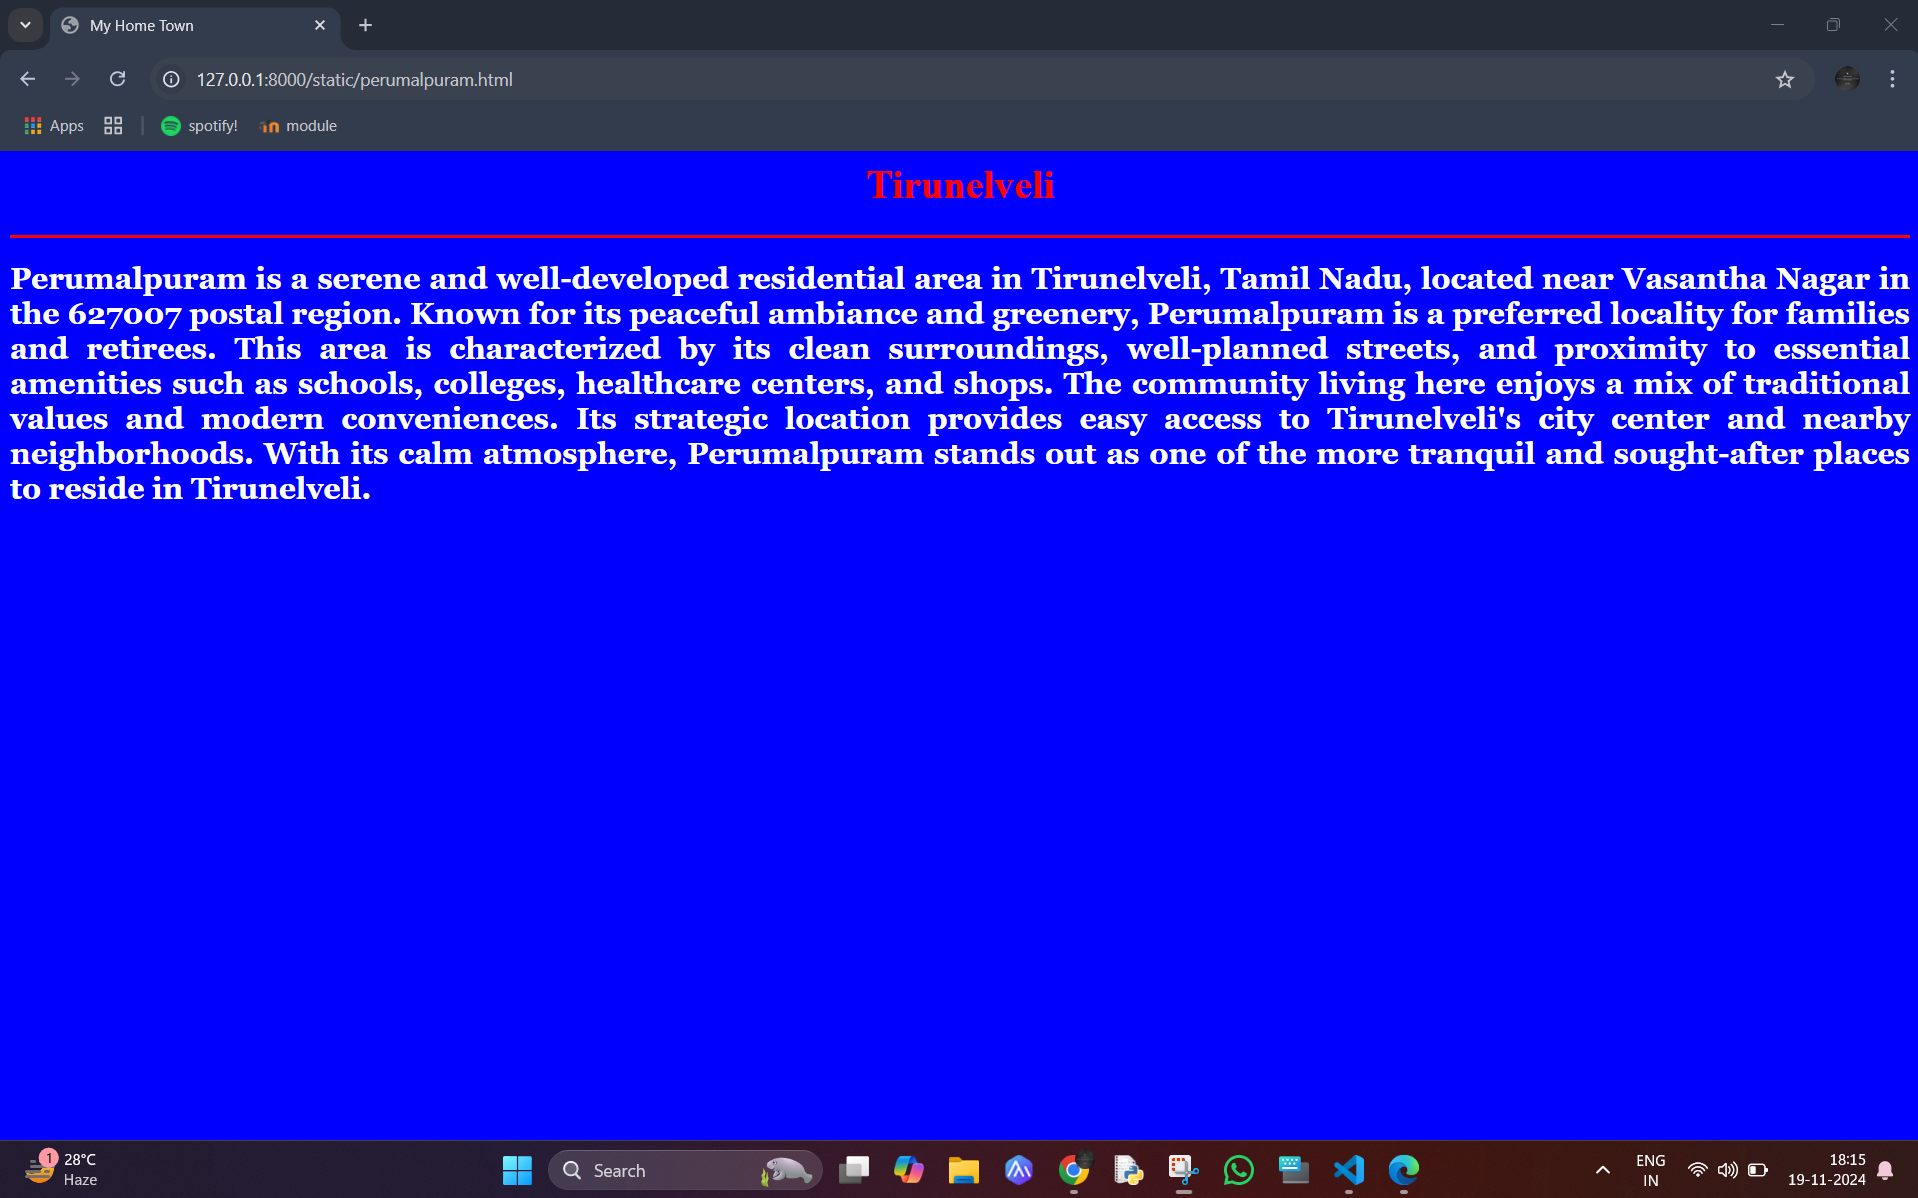 My Home Town
127.0.0.1:8000/static/perumalpuram.html
Apps
spotify!
module
Tirunelveli
Perumalpuram is a serene and well-developed residential area in Tirunelveli, Tamil Nadu, located near Vasantha Nagar in
the 627007 postal region. Known for its peaceful ambiance and greenery, Perumalpuram is a preferred locality for families
and retirees. This area is characterized by its clean surroundings, well-planned streets, and proximity to essential
amenities such as schools, colleges, healthcare centers, and shops. The community living here enjoys a mix of traditional
values and modern conveniences. Its strategic location provides easy access to Tirunelveli's city center and nearby
neighborhoods. With its calm atmosphere, Perumalpuram stands out as one of the more tranquil and sought-after places
to reside in Tirunelveli.
1
28°C
Haze
Search
ENG
IN
18:15
19-11-2024